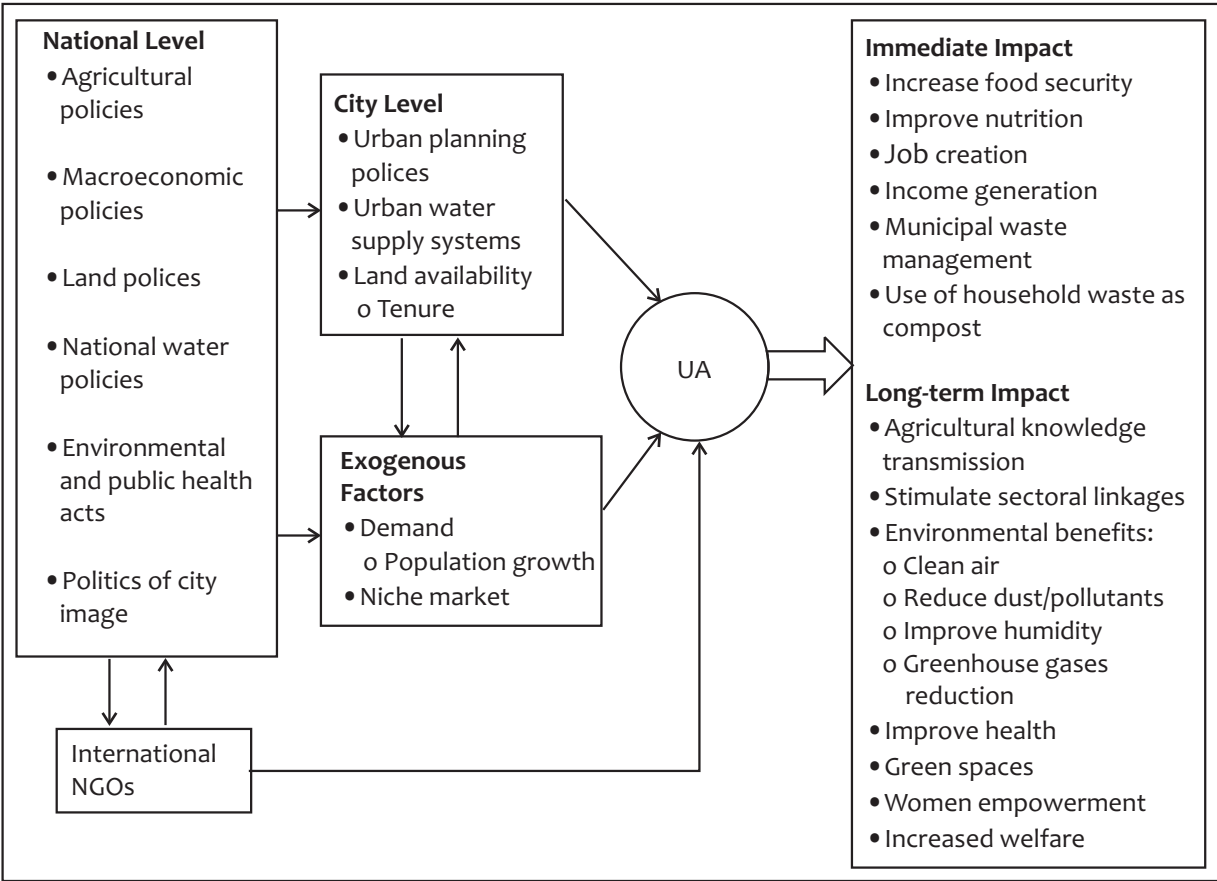 National Level
• Agricultural
policies
• Macroeconomic
policies
• Land polices
• National water
policies
• Environmental
and public health
acts
• Politics of city
image
International
NGOs
City Level
• Urban planning
polices
• Urban water
supply systems
• Land availability
o Tenure
Exogenous
Factors
• Demand
o Population growth
• Niche market
UA
Immediate Impact
• Increase food security
• Improve nutrition
• Job creation
• Income generation
• Municipal waste
management
• Use of household waste as
compost
Long-term Impact
• Agricultural knowledge
transmission
• Stimulate sectoral linkages
• Environmental benefits:
o Clean air
o Reduce dust/pollutants
o Improve humidity
o Greenhouse gases
reduction
• Improve health
• Green spaces
• Women empowerment
• Increased welfare